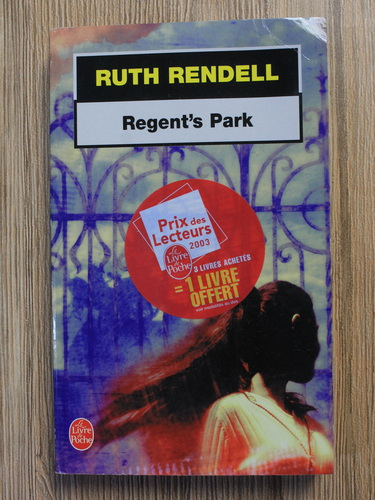 RUTH RENDELL
Regent's Park
Prix des
Lecteurs
2003
le
Livre
de
Poche
3 LIVRES ACHETÉS
= 1 LIVRE
OFFERT
le
Livre
de
Poche